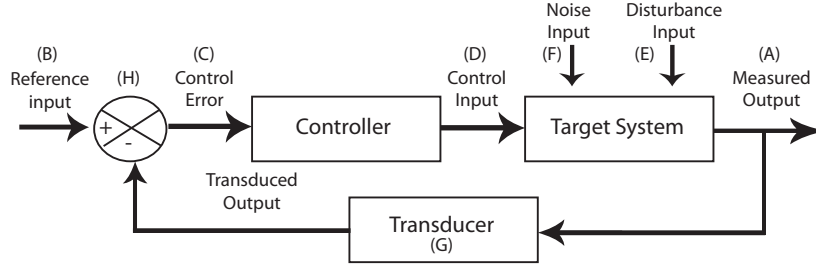 Noise
Input
(F)
Disturbance
Input
(E)
(B)
Reference
input
(H)
+
-
(C)
Control
Error
Controller
(D)
Control
Input
Target System
(A)
Measured
Output
Transduced
Output
Transducer
(G)